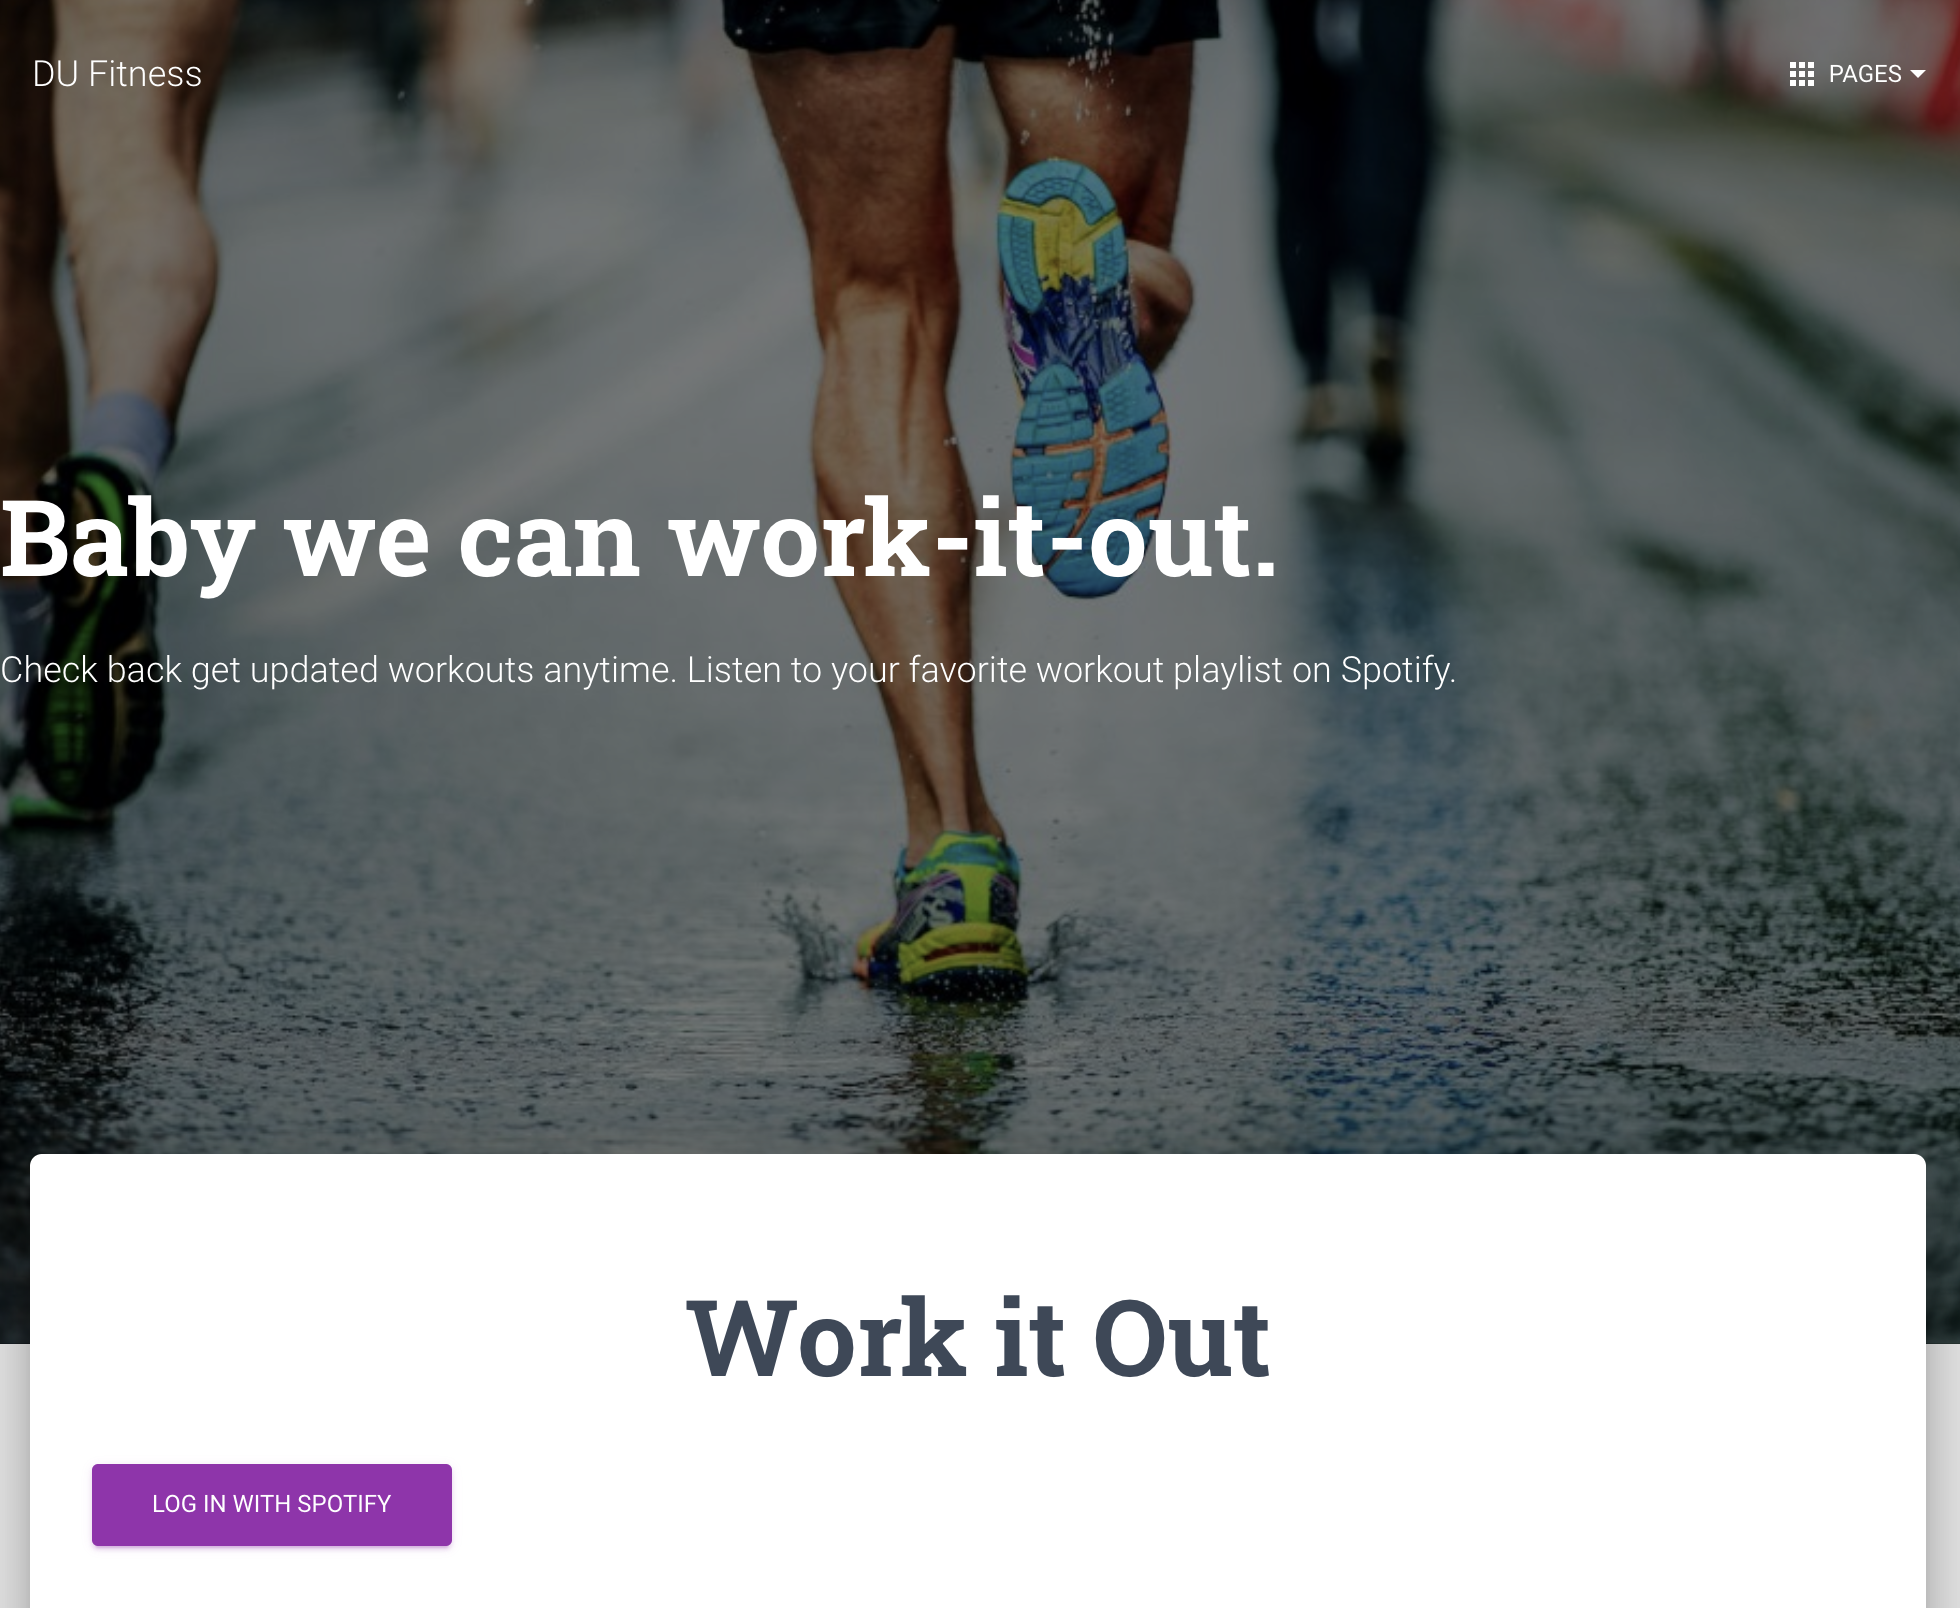 DU Fitness
PAGES
Baby we can work-it-out.
Check back get updated workouts anytime. Listen to your favorite workout playlist on Spotify.
Work it Out
LOG IN WITH SPOTIFY